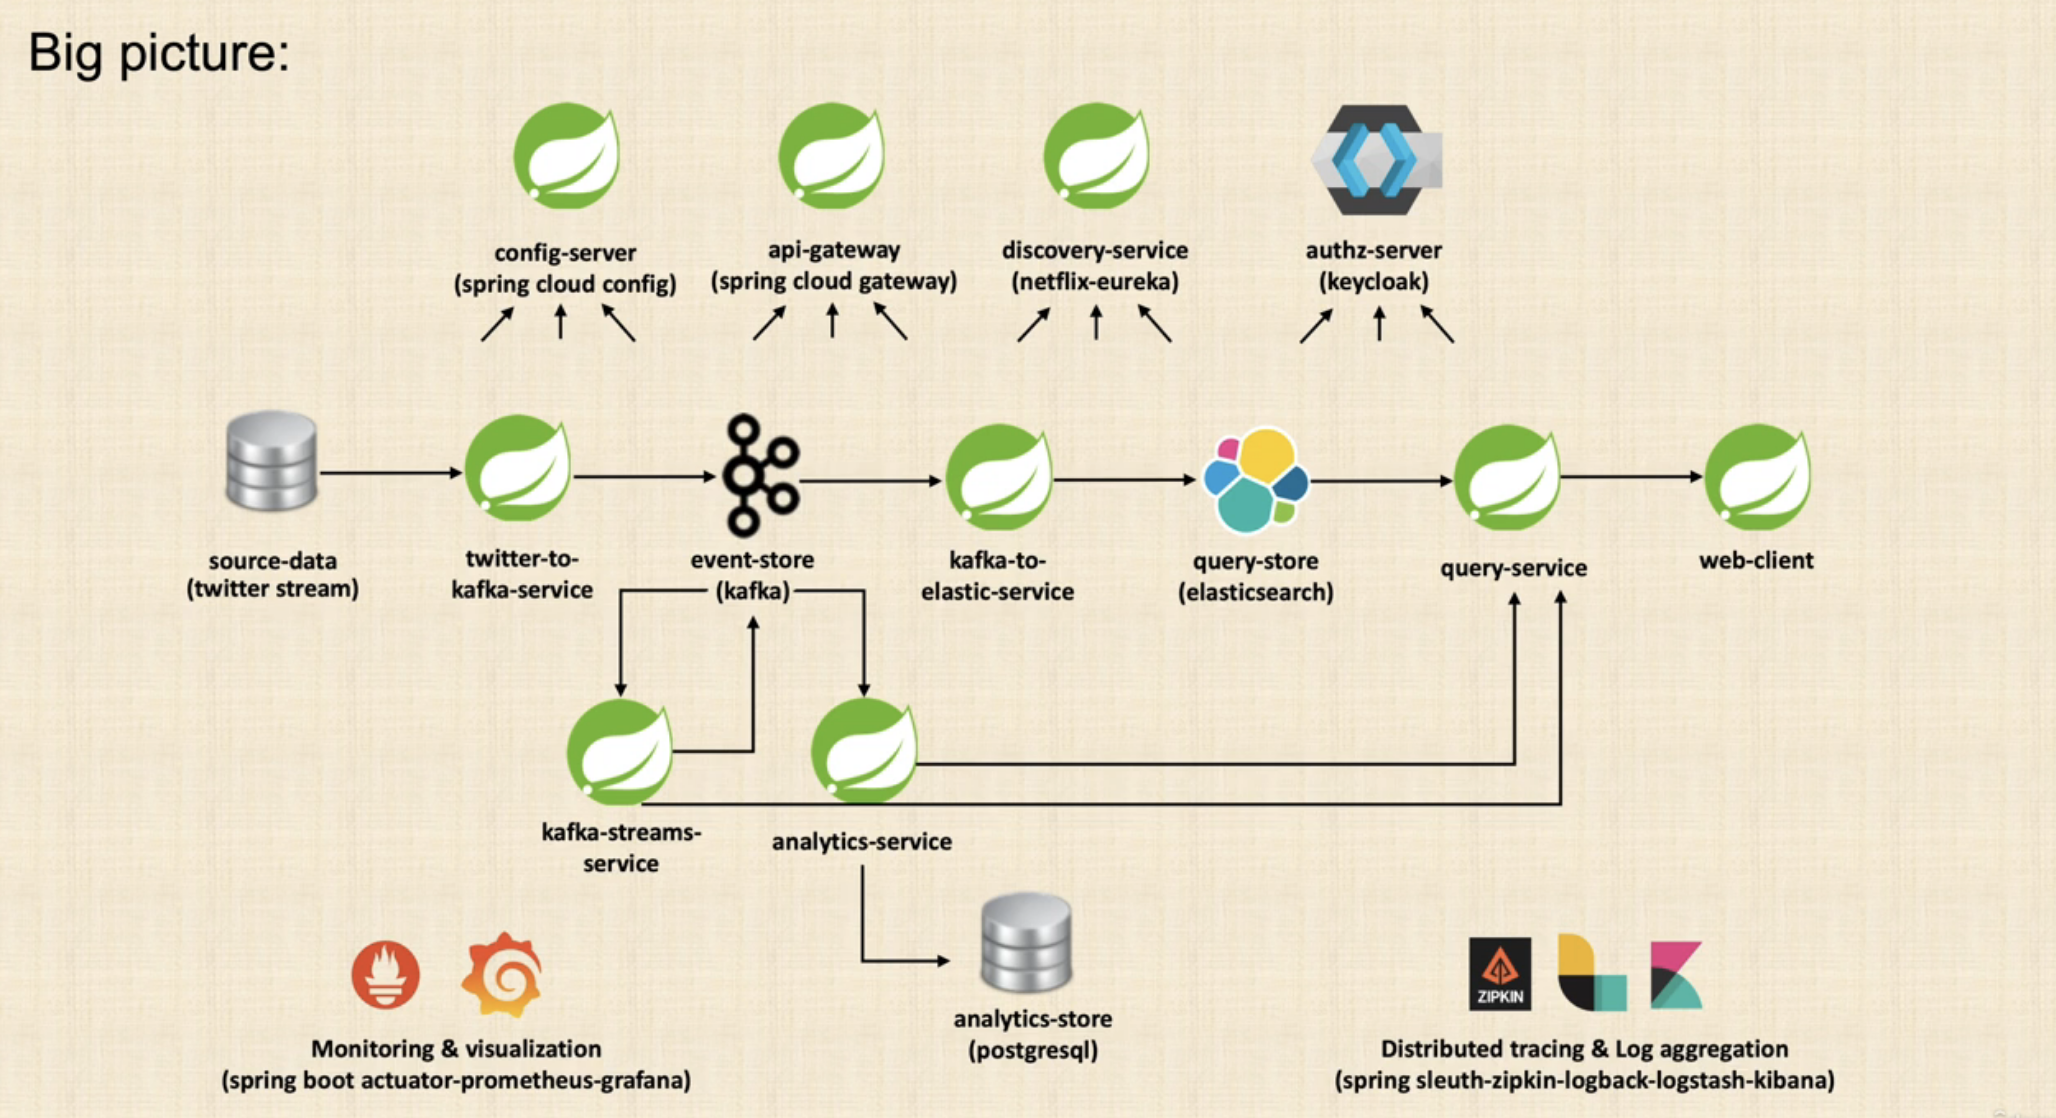 Big picture:
config-server
(spring cloud config)
api-gateway
(spring cloud gateway)
discovery-service
(netflix-eureka)
authz-server
(keycloak)
source-data
(twitter stream)
twitter-to-
kafka-service
event-store
(kafka)
kafka-to-
elastic-service
query-store
(elasticsearch)
query-service
web-client
kafka-streams-
service
analytics-service
analytics-store
(postgresql)
Monitoring & visualization
(spring boot actuator-prometheus-grafana)
ZIPKIN
Distributed tracing & Log aggregation
(spring sleuth-zipkin-logback-logstash-kibana)